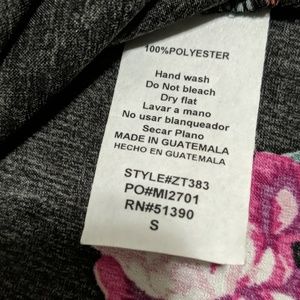 100%POLYESTER
Hand wash
Do Not bleach
Dry flat
Lavar a mano
No usar blanqueador
Secar Plano
MADE IN GUATEMALA
HECHO EN GUATEMALA
STYLE#ZT383
PO#MI2701
RN#51390
S